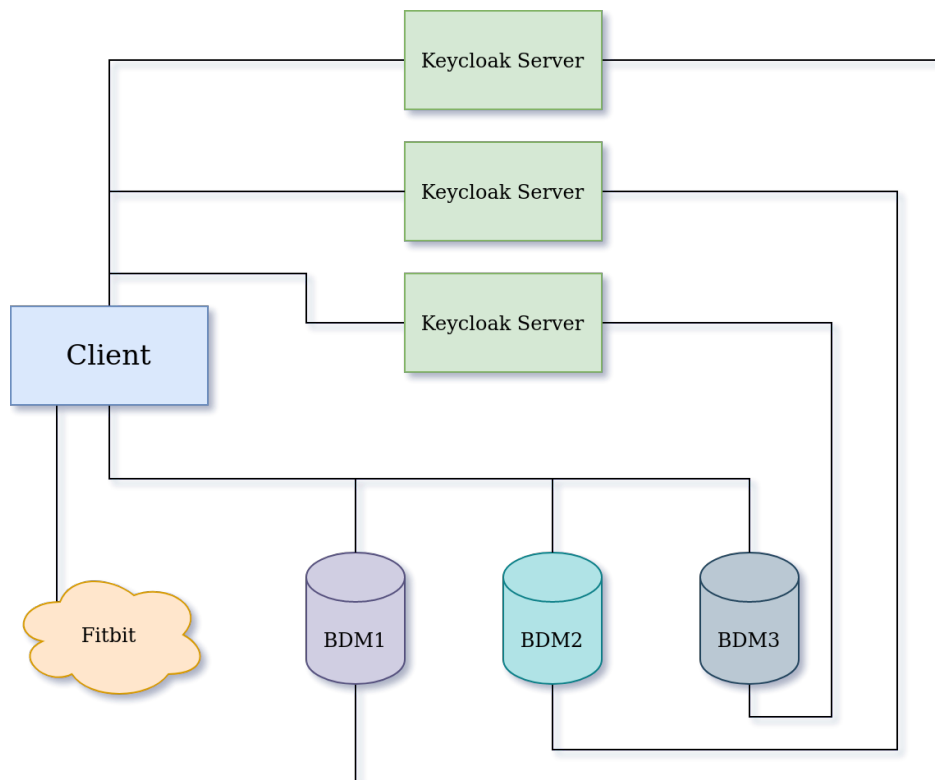 Keycloak Server
Keycloak Server
Keycloak Server
Client
Fitbit
BDM1
BDM2
BDM3